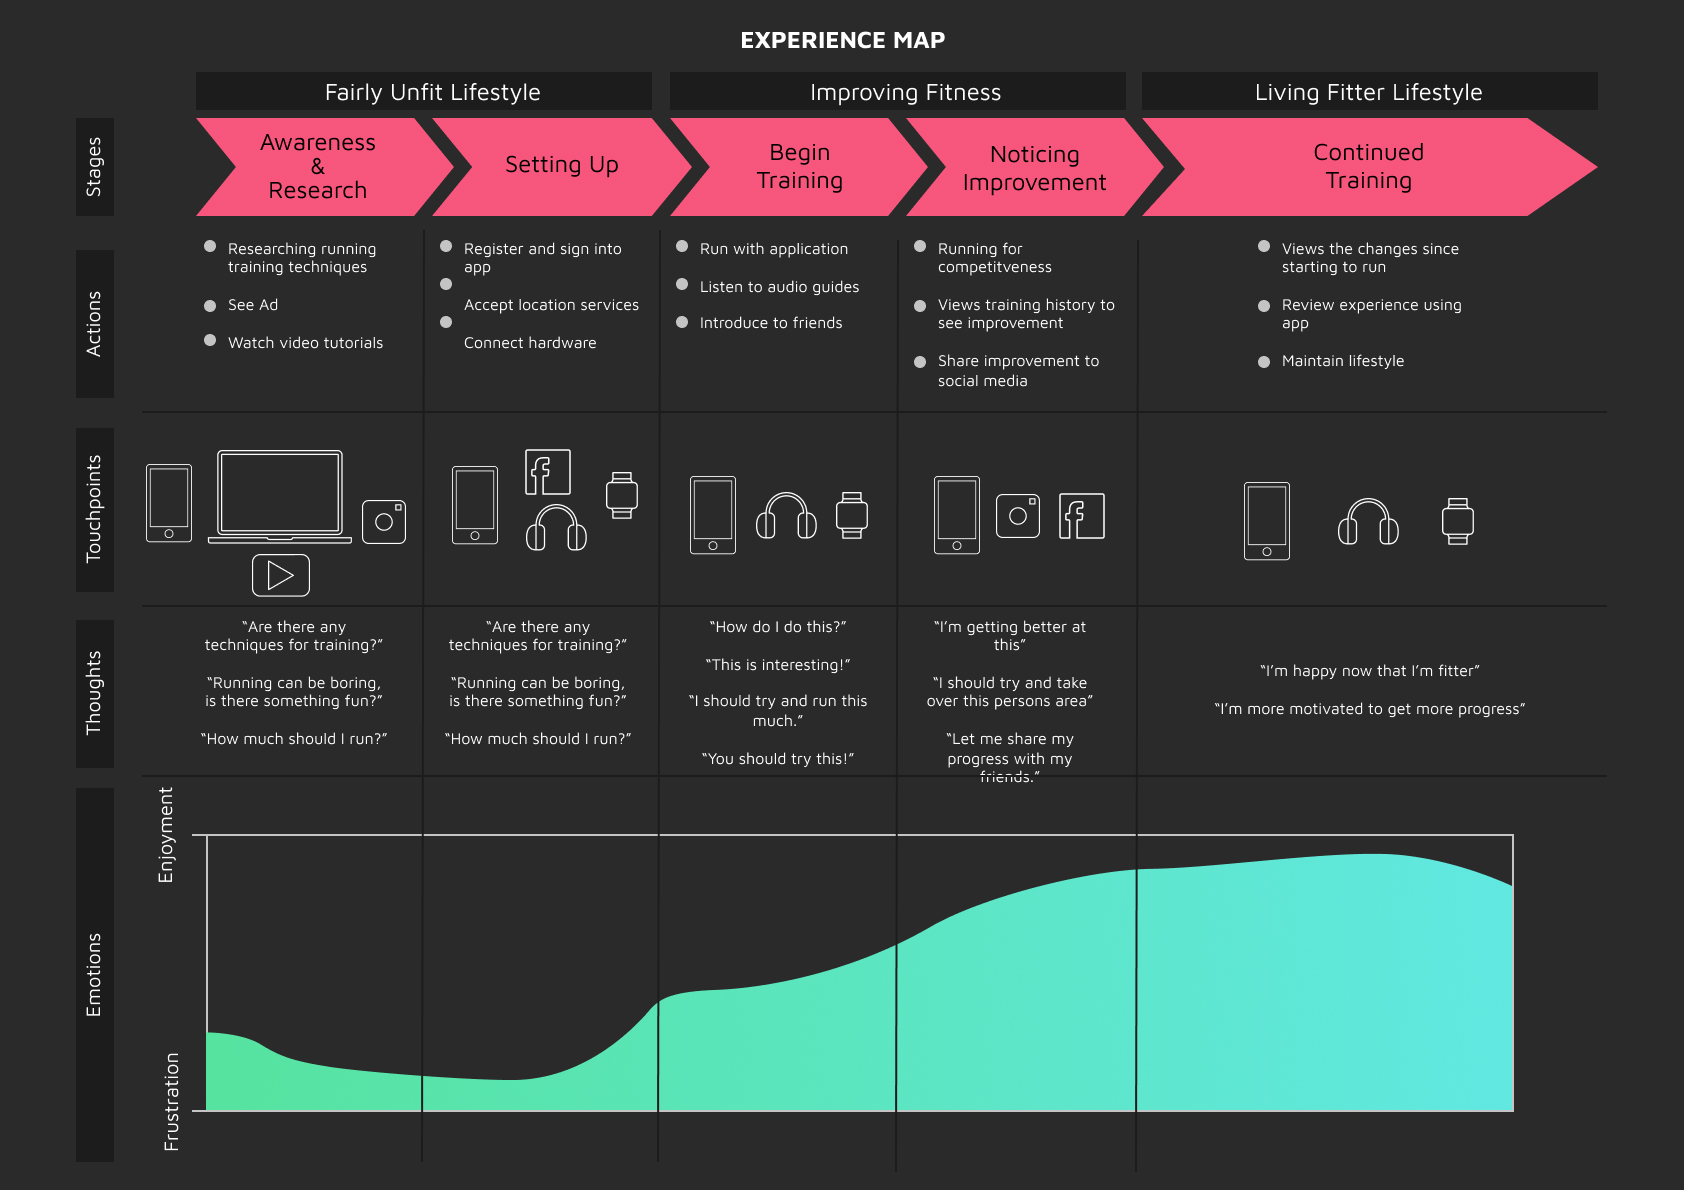 EXPERIENCE MAP
Fairly Unfit Lifestyle
Improving Fitness
Living Fitter Lifestyle
Stages
Awareness
&
Research
Setting Up
Begin
Training
Noticing
Improvement
Continued
Training
Actions
Researching running
training techniques
See Ad
Watch video tutorials
Register and sign into
app
Accept location services
Connect hardware
Run with application
Listen to audio guides
Introduce to friends
Running for
competitveness
Views training history to
see improvement
Share improvement to
social media
Views the changes since
starting to run
Review experience using
app
Maintain lifestyle
Touchpoints
Thoughts
“Are there any
techniques for training?”
“Running can be boring,
is there something fun?”
“How much should I run?”
“Are there any
techniques for training?”
“Running can be boring,
is there something fun?”
“How much should I run?”
“How do I do this?”
“This is interesting!”
“I should try and run this
much.”
“You should try this!”
“I’m getting better at
this”
“I should try and take
over this persons area”
“Let me share my
progress with my
friends.”
“I’m happy now that I’m fitter”
“I’m more motivated to get more progress”
Emotions
Enjoyment
Frustration